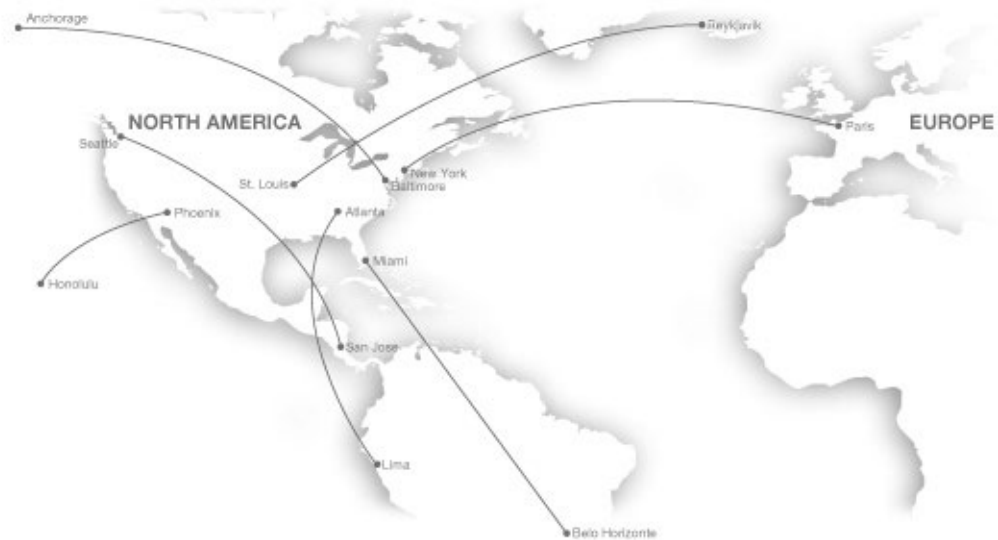 Anchorage
Reykjavik
NORTH AMERICA
EUROPE
Paris
Seattle
New York
St. Louis
Baltimore
Phoenix
Atlanta
Miami
Honolulu
San Jose
Lima
Belo Horizonte